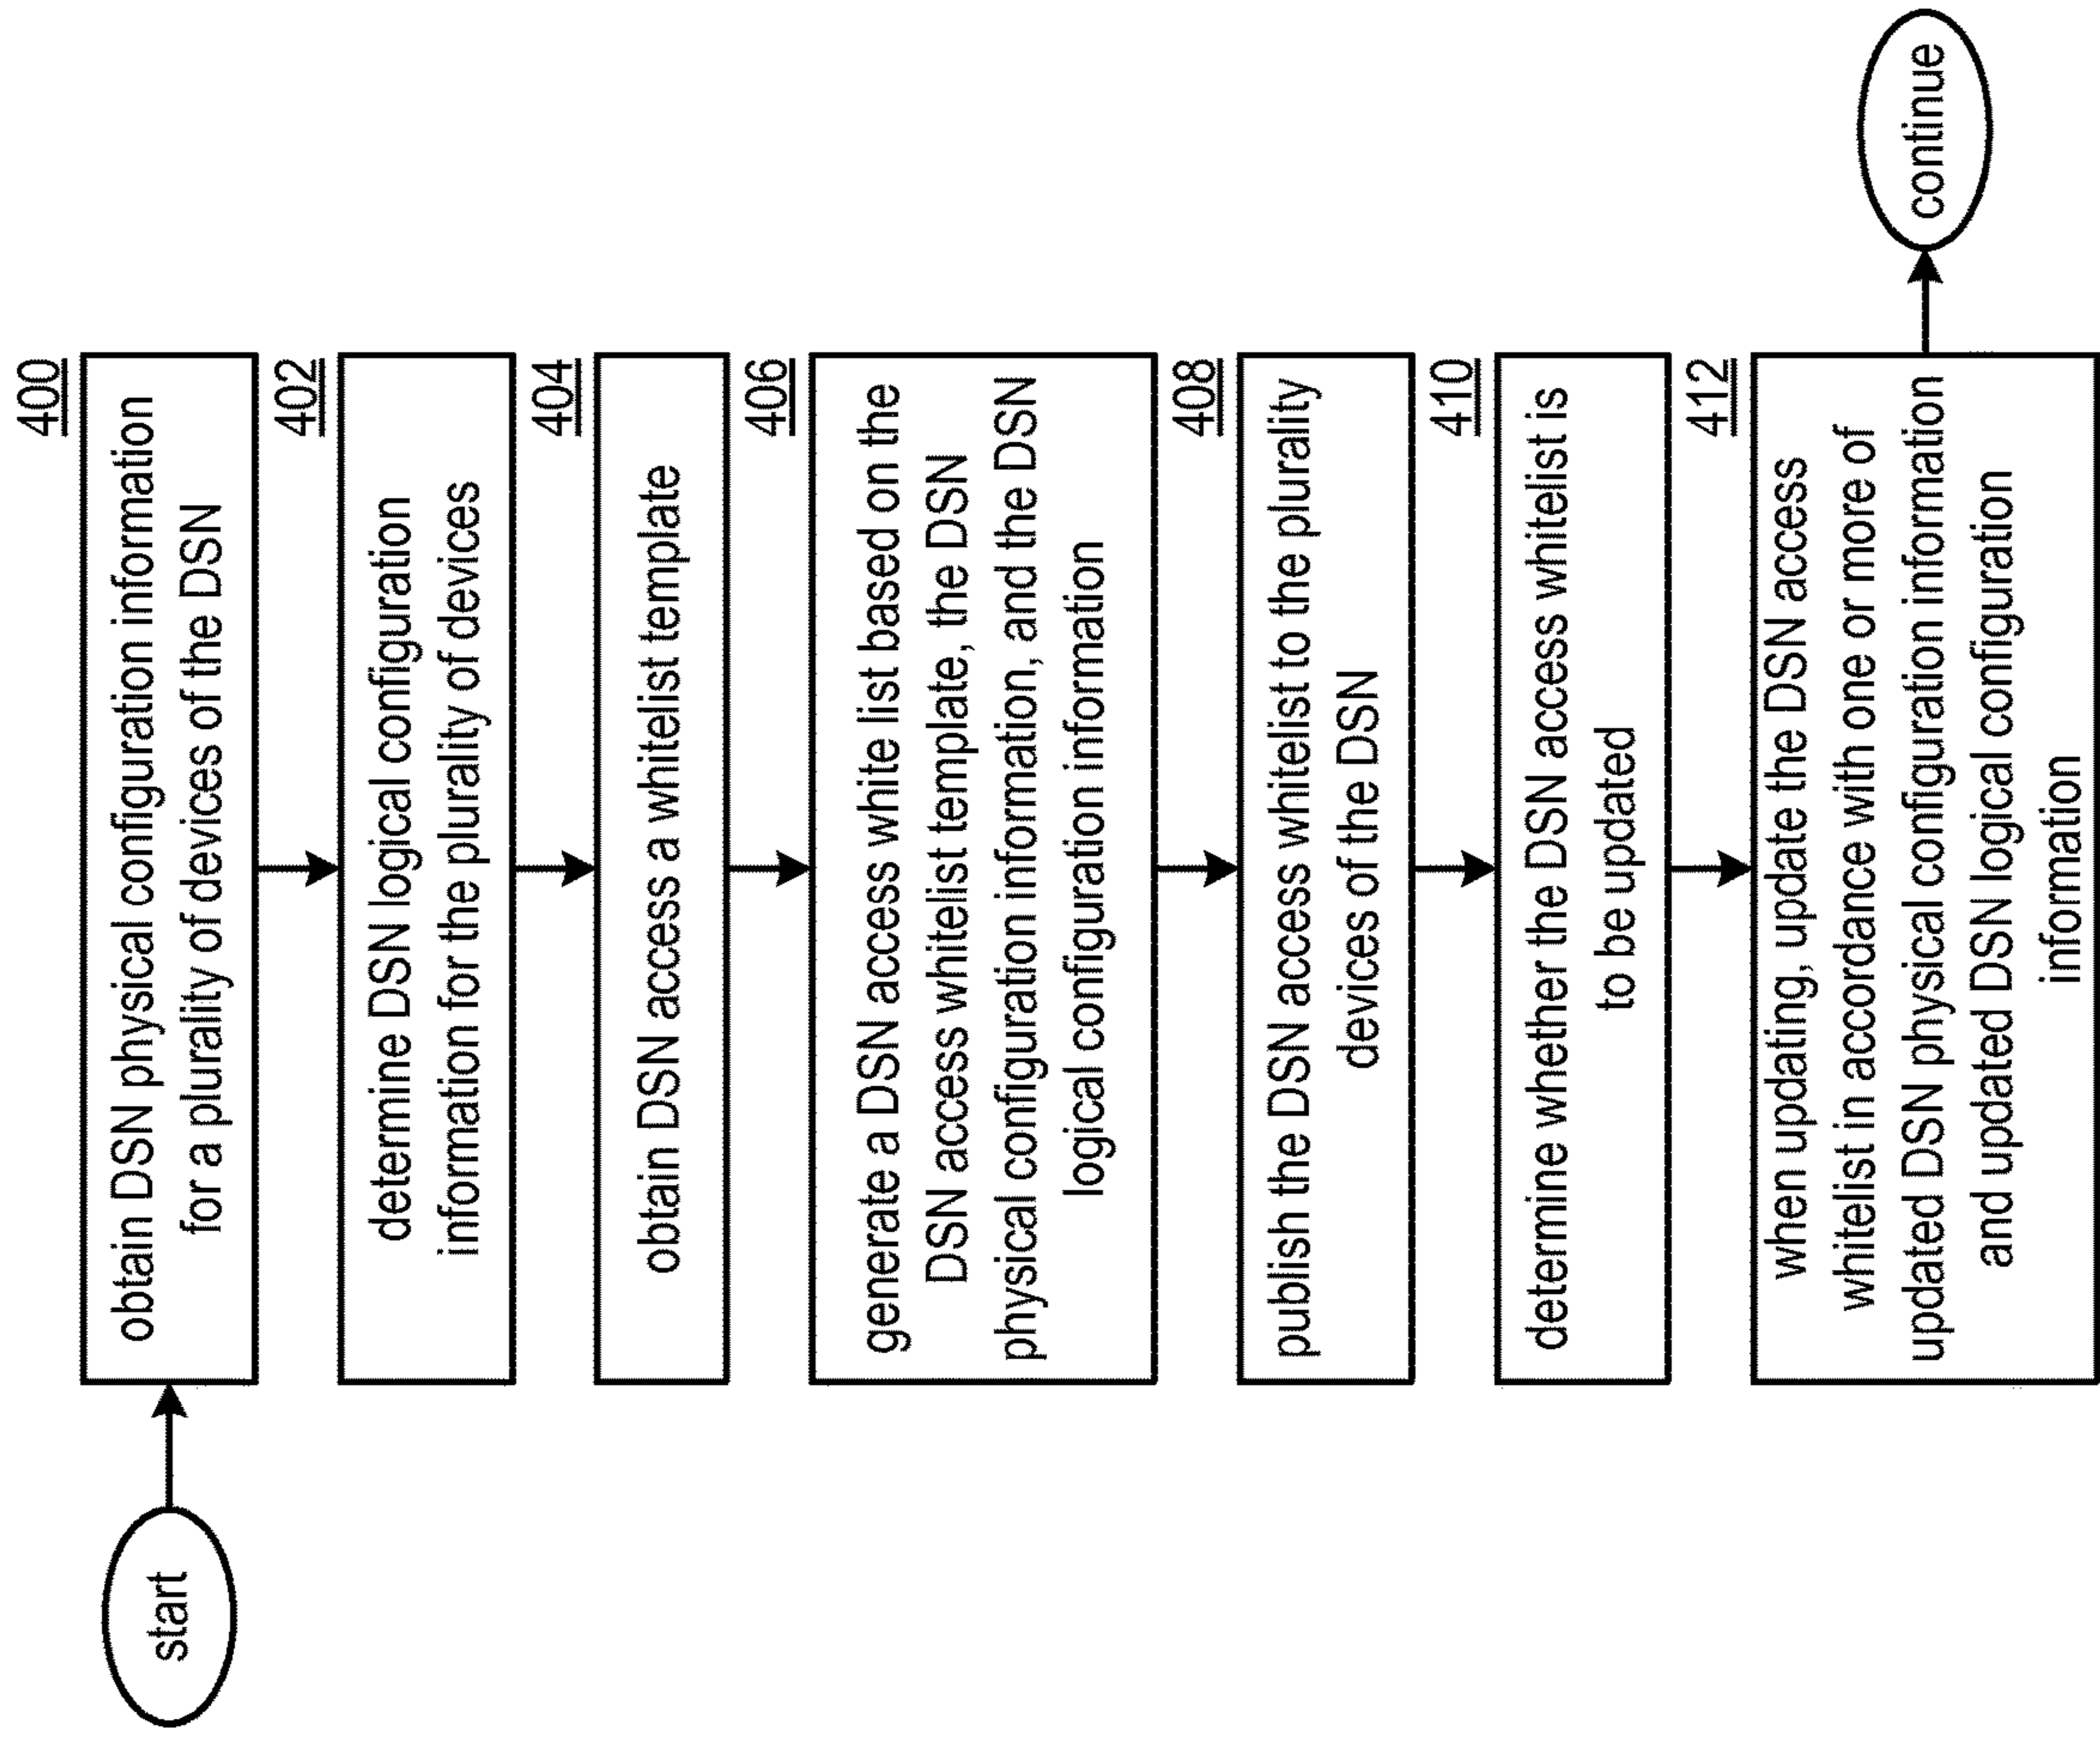 start
400
obtain DSN physical configuration information
for a plurality of devices of the DSN
402
determine DSN logical configuration
information for the plurality of devices
404
obtain DSN access a whitelist template
406
generate a DSN access white list based on the
DSN access whitelist template, the DSN
physical configuration information, and the DSN
logical configuration information
408
publish the DSN access whitelist to the plurality
devices of the DSN
410
determine whether the DSN access whitelist is
to be updated
412
when updating, update the DSN access
whitelist in accordance with one or more of
updated DSN physical configuration information
and updated DSN logical configuration
information
continue